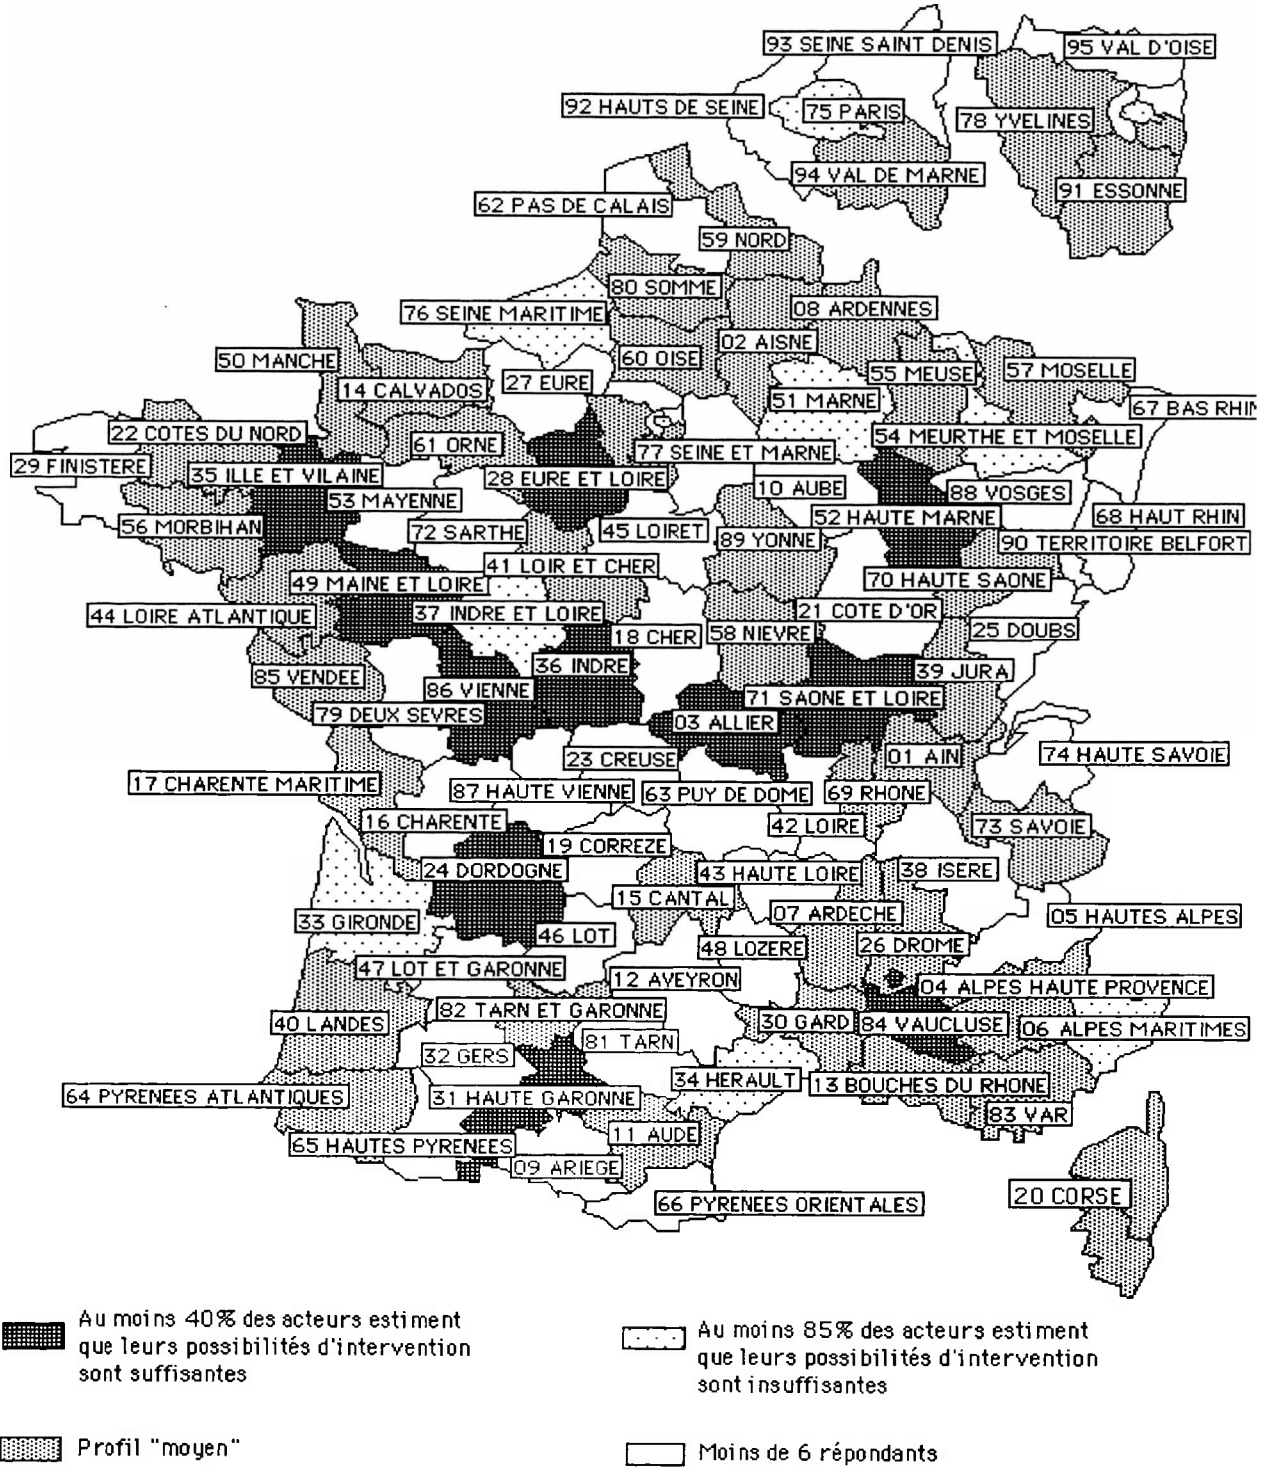 93 SEINE SAINT DENIS
95 VAL D'OISE
92 HAUTS DE SEINE
75 PARIS
78 YVELINES
94 VAL DE MARNE
91 ESSONNE
62 PAS DE CALAIS
59 NORD
80 SOMME
76 SEINE MARITIME
08 ARDENNES
02 AISNE
50 MANCHE
60 OISE
55 MEUSE
57 MOSELLE
14 CALVADOS
27 EURE
51 MARNE
67 BAS RHIN
22 COTES DU NORD
61 ORNE
54 MEURTHE ET MOSELLE
77 SEINE ET MARNE
29 FINISTERE
35 ILLE ET VILAINE
28 EURE ET LOIRE
10 AUBE
88 VOSGES
53 MAYENNE
52 HAUTE MARNE
68 HAUT RHIN
56 MORBIHAN
72 SARTHE
45 LOIRET
89 YONNE
90 TERRITOIRE BELFORT
41 LOIR ET CHER
49 MAINE ET LOIRE
70 HAUTE SAONE
44 LOIRE ATLANTIQUE
37 INDRE ET LOIRE
21 COTE D'OR
18 CHER
58 NIEVRE
25 DOUBS
36 INDRE
85 VENDEE
39 JURA
86 VIENNE
71 SAONE ET LOIRE
79 DEUX SEVRES
03 ALLIER
23 CREUSE
01 AIN
74 HAUTE SAVOIE
17 CHARENTE MARITIME
87 HAUTE VIENNE
63 PUY DE DOME
69 RHONE
16 CHARENTE
42 LOIRE
73 SAVOIE
19 CORREZE
24 DORDOGNE
43 HAUTE LOIRE
38 ISERE
15 CANTAL
07 ARDECHE
05 HAUTES ALPES
33 GIRONDE
46 LOT
48 LOZERE
26 DROME
47 LOT ET GARONNE
12 AVEYRON
04 ALPES HAUTE PROVENCE
82 TARN ET GARONNE
40 LANDES
30 GARD
84 VAUCLUSE
06 ALPES MARITIMES
81 TARN
32 GERS
34 HERAULT
13 BOUCHES DU RHONE
64 PYRENEES ATLANTIQUES
31 HAUTE GARONNE
83 VAR
11 AUDE
65 HAUTES PYRENEES
09 ARIEGE
20 CORSE
66 PYRENEES ORIENTALES
Au moins 40% des acteurs estiment
que leurs possibilités d'intervention
sont suffisantes
Au moins 85% des acteurs estiment
que leurs possibilités d'intervention
sont insuffisantes
Profil "moyen"
Moins de 6 répondants